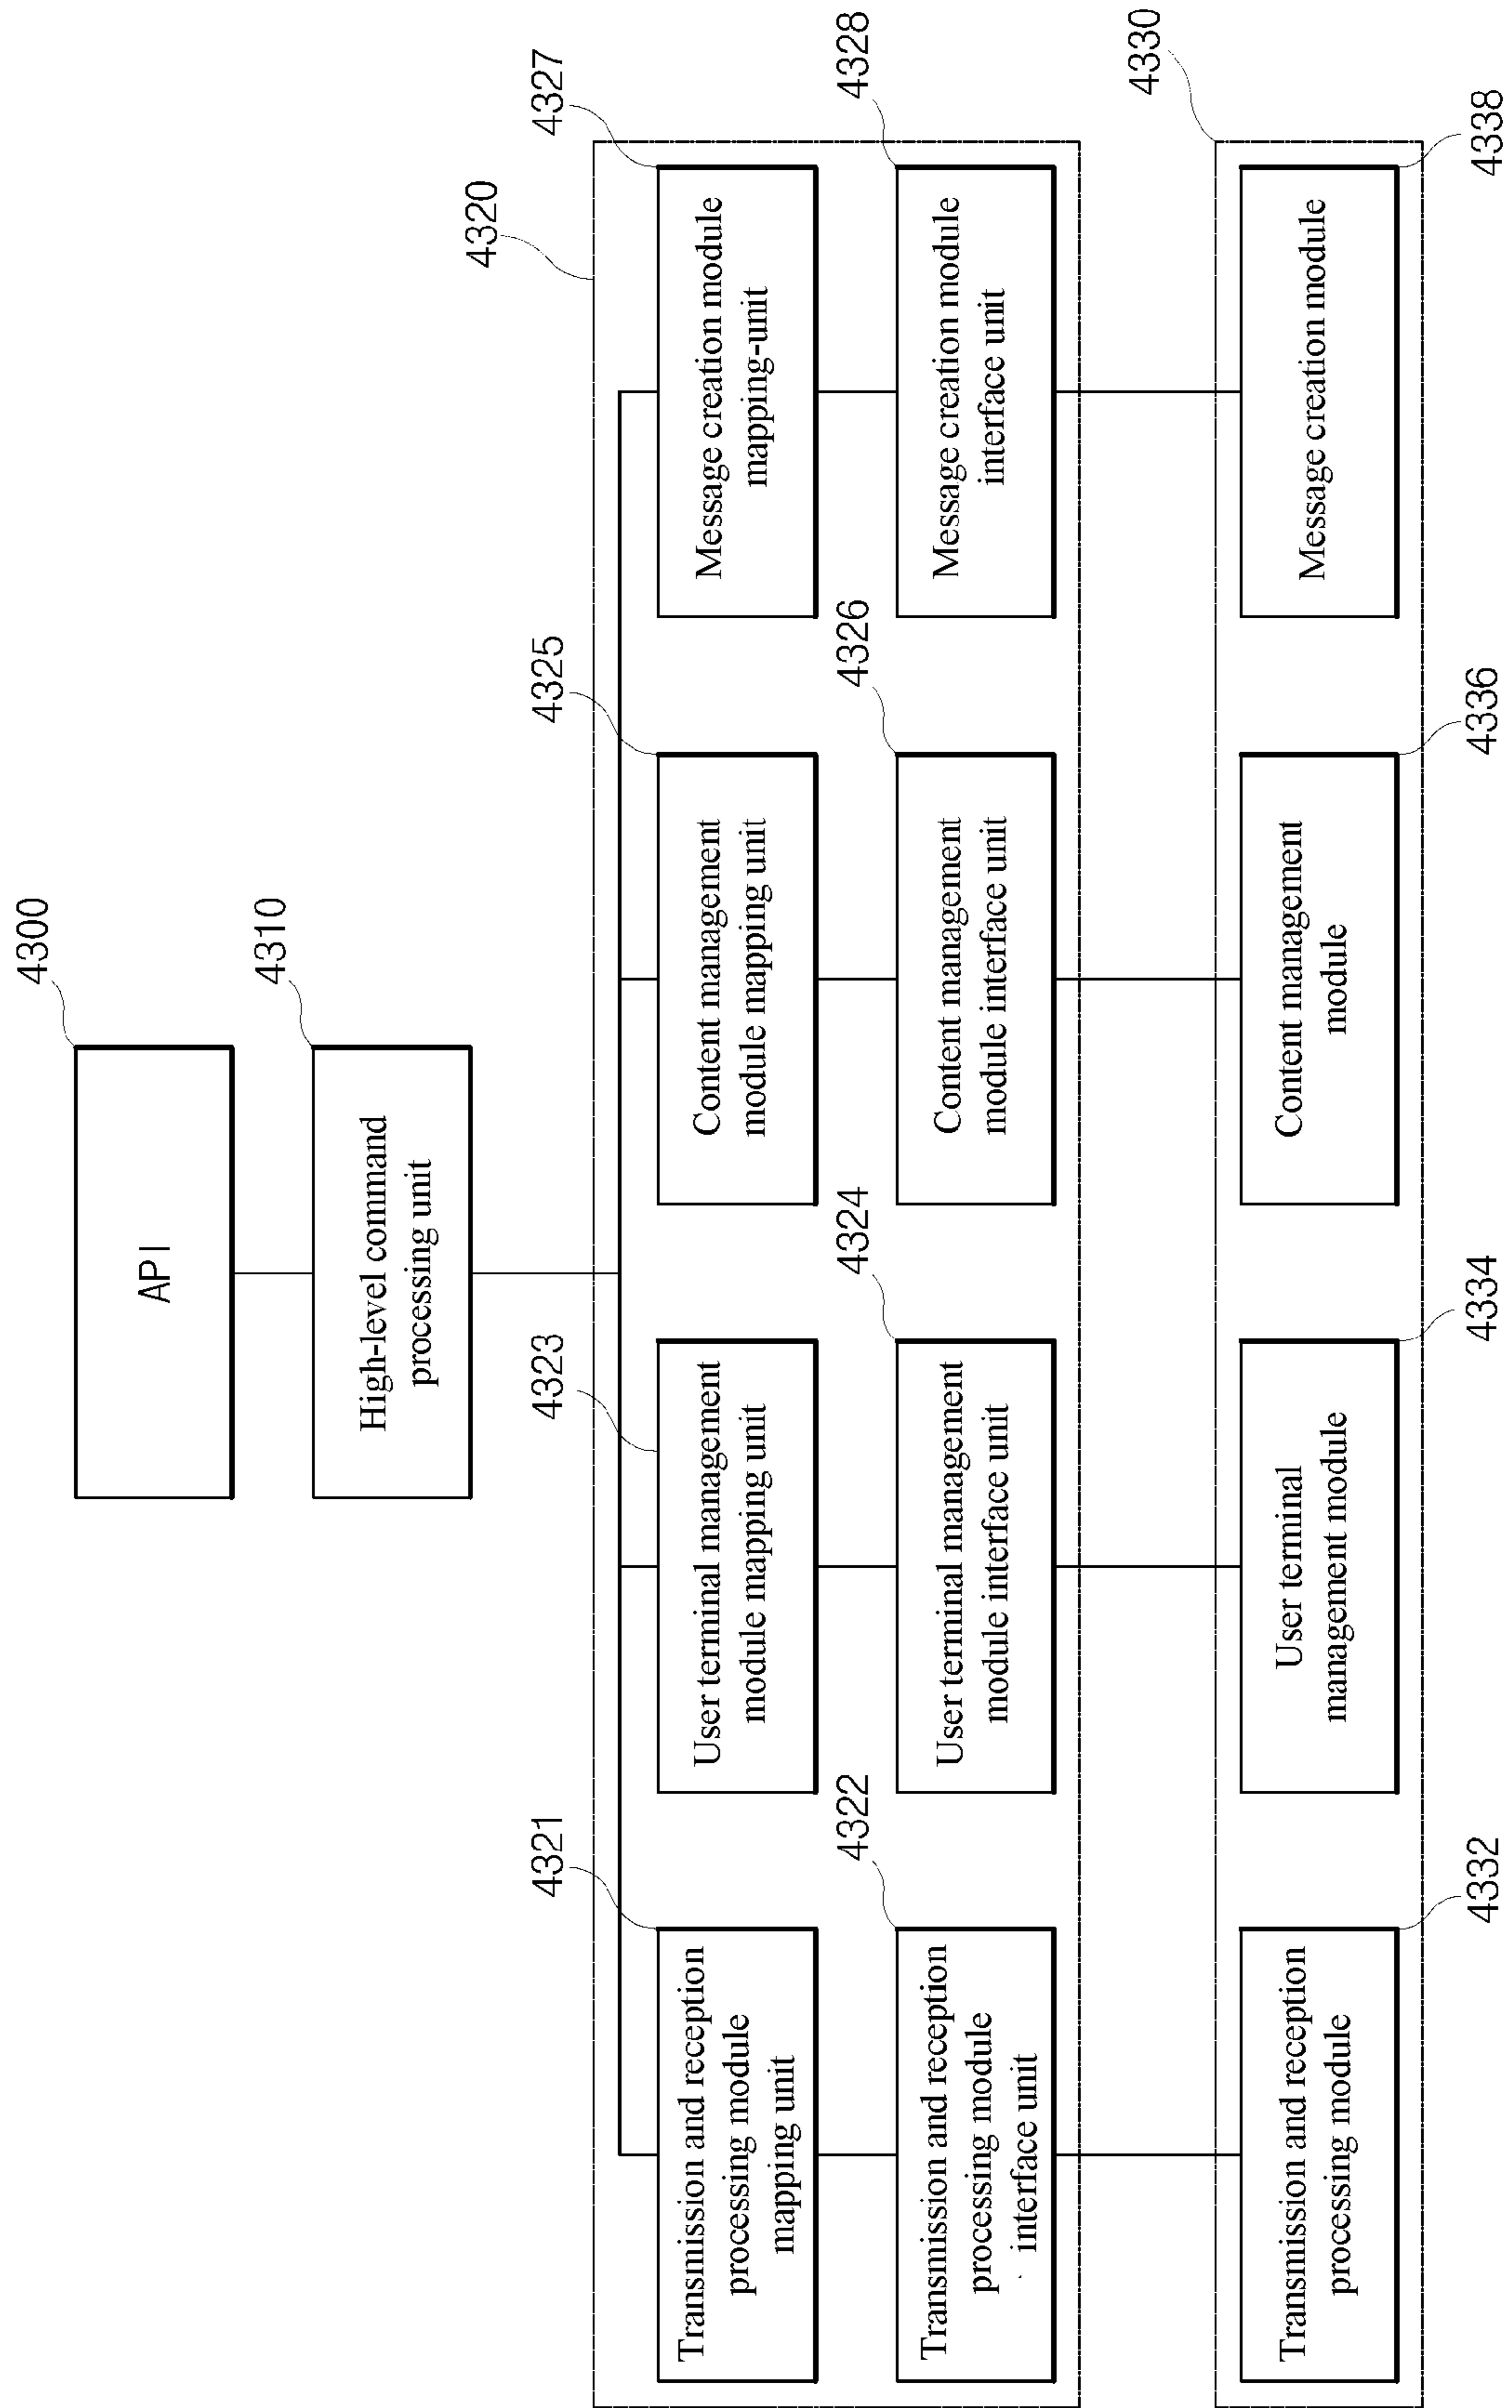 4300
API
4310
High-level command
processing unit
4320
4321
Transmission and reception
processing module
mapping unit
4323
User terminal management
module mapping unit
4325
Content management
module mapping unit
4327
Message creation module
mapping-unit
4322
Transmission and reception
processing module
interface unit
4324
User terminal management
module interface unit
4326
Content management
module interface unit
4328
Message creation module
interface unit
4330
Transmission and reception
processing module
4332
User terminal
management module
4334
Content management
module
4336
Message creation module
4338